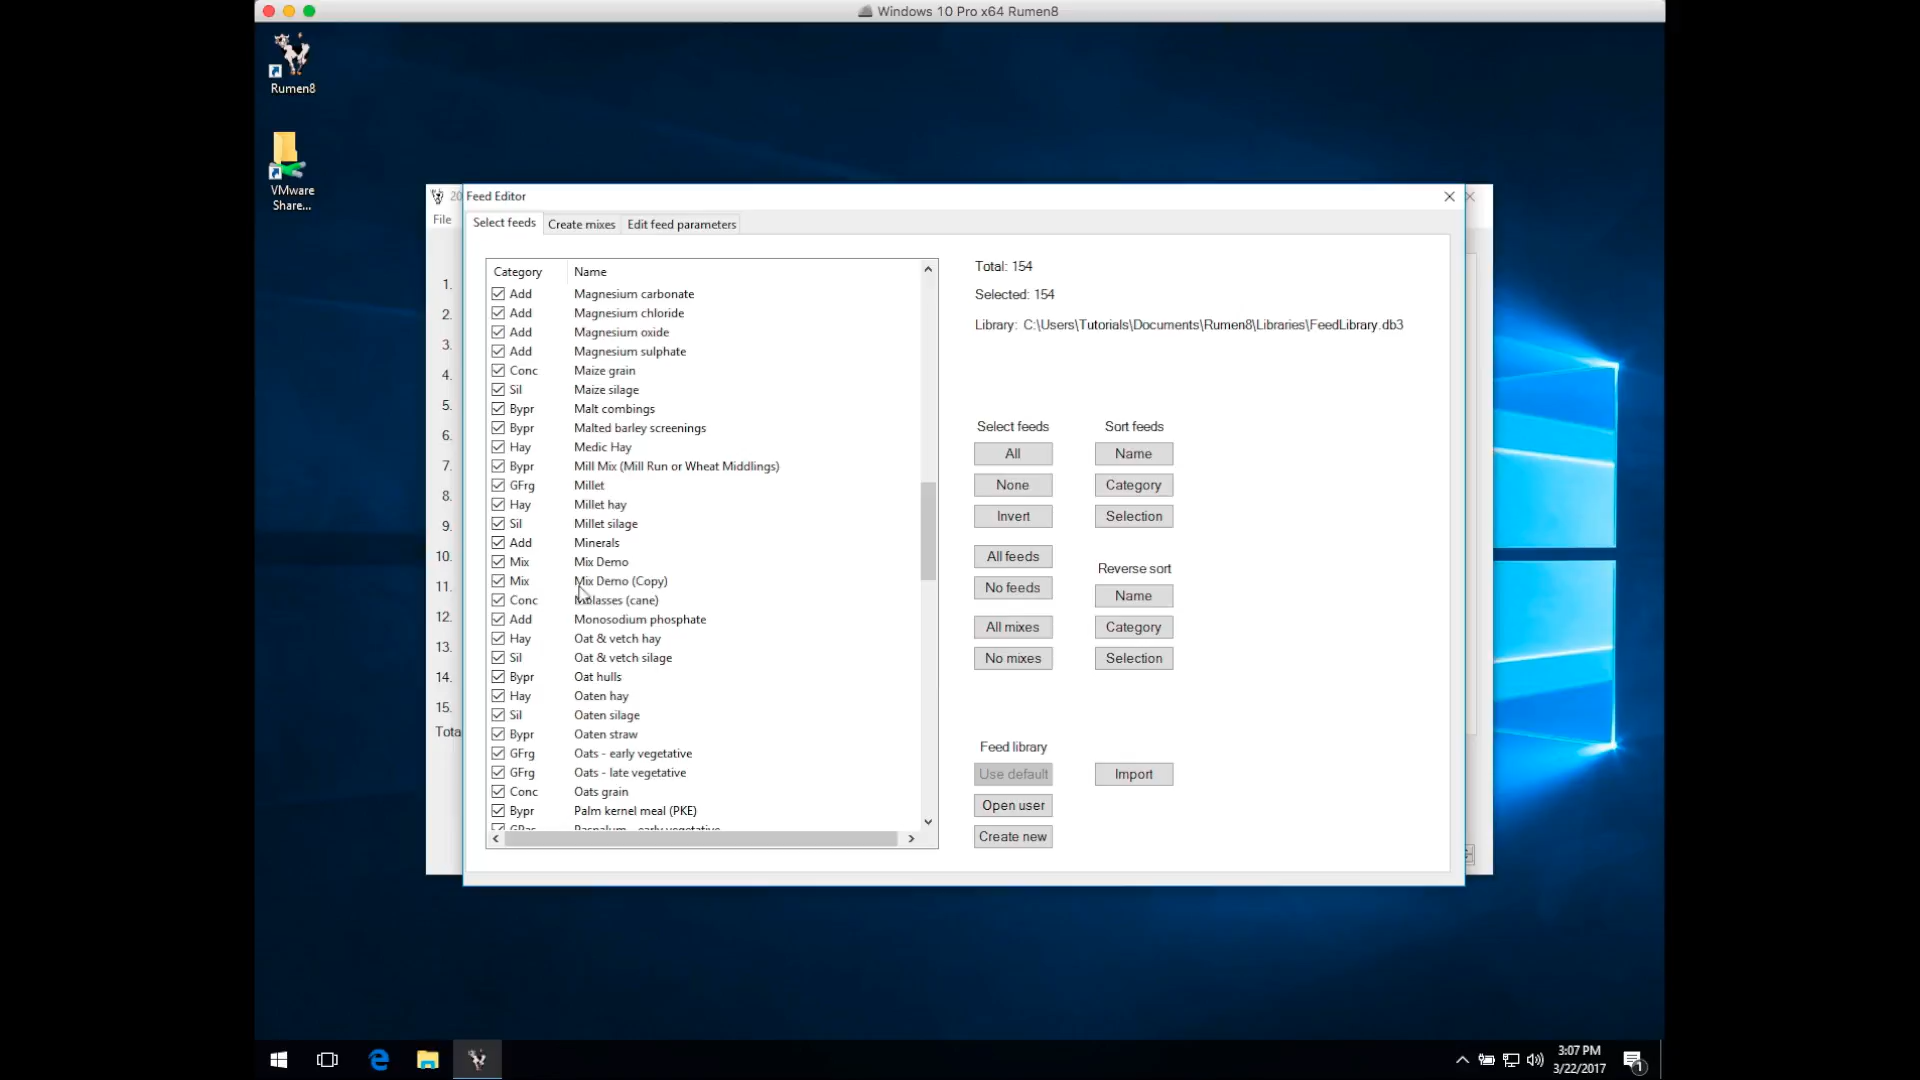 Windows 10 Pro x64 Rumen8
Rumen8
VMware
Share...
20
Feed Editor
File
Select feeds
Create mixes
Edit feed parameters
Category
Name
Add Magnesium carbonate
Add Magnesium chloride
Add Magnesium oxide
Add Magnesium sulphate
Conc Maize grain
Sil Maize silage
Bypr Malt combings
Bypr Malted barley screenings
Hay Medic Hay
Bypr Mill Mix (Mill Run or Wheat Middlings)
GFrg Millet
Hay Millet hay
Sil Millet silage
Add Minerals
Mix Mix Demo
Mix Mix Demo (Copy)
Conc Molasses (cane)
Add Monosodium phosphate
Hay Oat & vetch hay
Sil Oat & vetch silage
Bypr Oat hulls
Hay Oaten hay
Sil Oaten silage
Bypr Oaten straw
GFrg Oats - early vegetative
GFrg Oats - late vegetative
Conc Oats grain
Bypr Palm kernel meal (PKE)
GPas Paspalum - early vegetative
1.
2.
3.
4.
5.
6.
7.
8.
9.
10.
11.
12.
13.
14.
15.
Tota
Total: 154
Selected: 154
Library: C:\Users\Tutorials\Documents\Rumen8\Libraries\FeedLibrary.db3
Select feeds
All
None
Invert
All feeds
No feeds
All mixes
No mixes
Sort feeds
Name
Category
Selection
Reverse sort
Name
Category
Selection
Feed library
Use default
Open user
Create new
Import
3:07 PM
3/22/2017
1